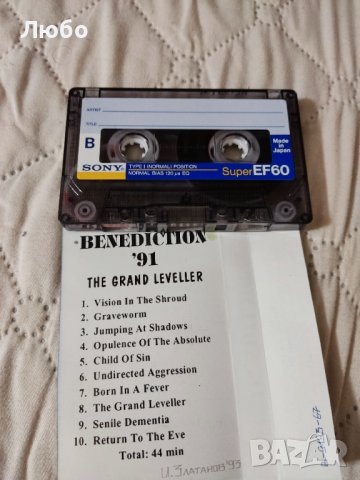 Любо
ARTIST
TITLE
B
SONY
TYPE I (NORMAL) POSITION
NORMAL BIAS 120 µs EQ
Super EF60
Made in
Japan
BENEDICTION
'91
THE GRAND LEVELLER
1. Vision In The Shroud
2. Graveworm
3. Jumping At Shadows
4. Opulence Of The Absolute
5. Child Of Sin
6. Undirected Aggression
7. Born In A Fever
8. The Grand Leveller
9. Senile Dementia
10. Return To The Eve
Total: 44 min
И. Златанов '93
BAZAR